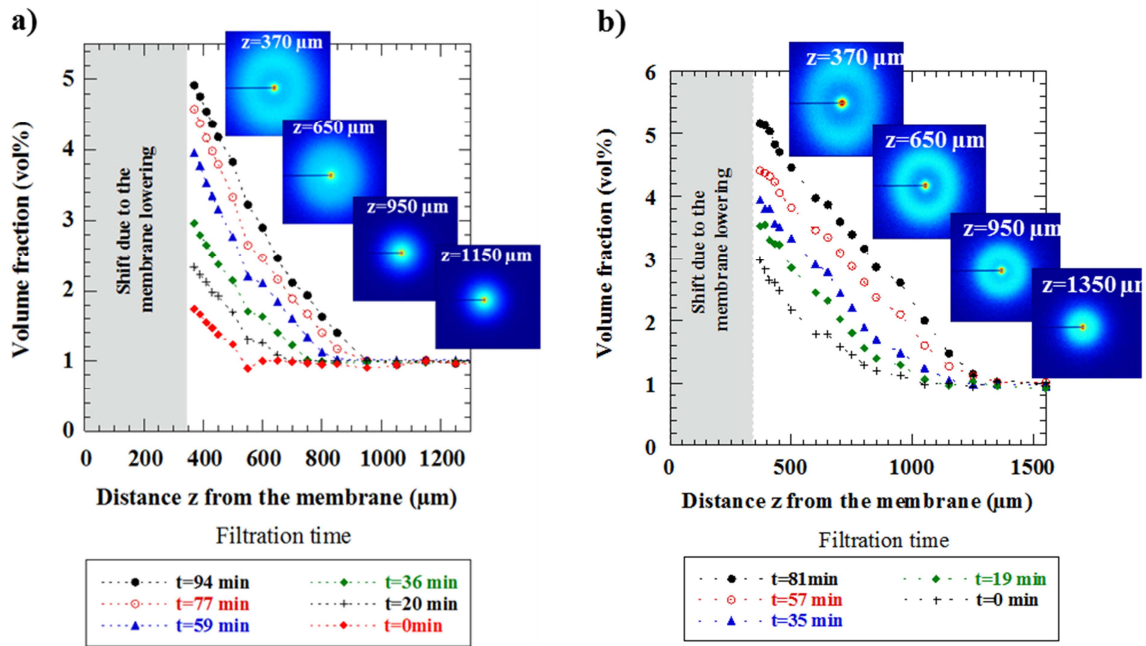 a)
z=370 µm
z=650 µm
z=950 µm
z=1150 µm
Volume fraction (vol%)
5
4
3
2
1
0
Shift due to the
membrane lowering
0 200 400 600 800 1000 1200
Distance z from the membrane (µm)
Filtration time
t=94 min
t=77 min
t=59 min
t=36 min
t=20 min
t=0min
b)
z=370 µm
z=650 µm
z=950 µm
z=1350 µm
Volume fraction (vol%)
6
5
4
3
2
1
0
Shift due to the
membrane lowering
0 500 1000 1500
Distance z from the membrane (µm)
Filtration time
t=81min
t=57 min
t=35 min
t=19 min
t=0 min